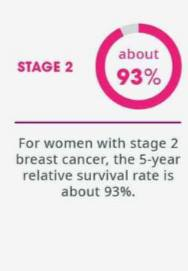 STAGE 2
about
93%
For women with stage 2
breast cancer, the 5-year
relative survival rate is
about 93%.